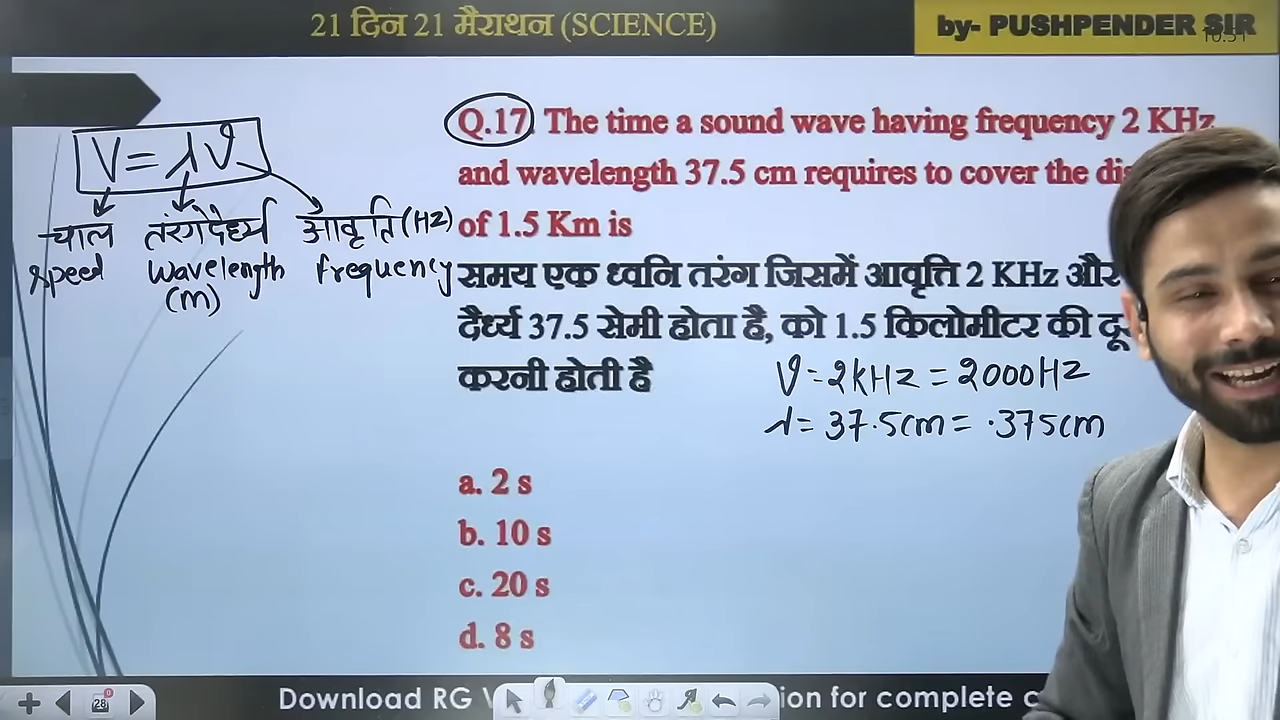 21 दिन 21 मैराथन (SCIENCE)
by- PUSHPENDER SIR
10:51
V = λν
चाल
speed
तरंगदैर्ध्य
wavelength
(m)
आवृत्ति (HZ)
frequency
Q.17 The time a sound wave having frequency 2 KHz
and wavelength 37.5 cm requires to cover the
of 1.5 Km is
समय एक ध्वनि तरंग जिसमें आवृत्ति 2 KHz और
दैर्ध्य 37.5 सेमी होता है, को 1.5 किलोमीटर की
करनी होती है
ν = 2kHz = 2000Hz
λ = 37.5cm = .375cm
a. 2 s
b. 10 s
c. 20 s
d. 8 s
28
Download RG V ion for complete c